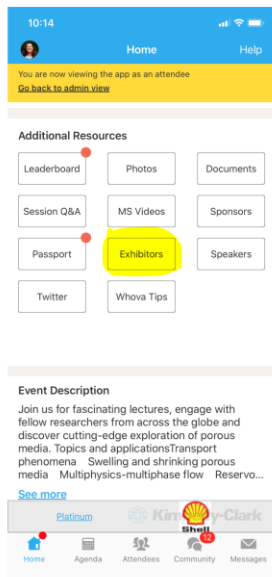 10:14
Home
Help
You are now viewing the app as an attendee
Go back to admin view
Additional Resources
Leaderboard
Photos
Documents
Session Q&A
MS Videos
Sponsors
Passport
Exhibitors
Speakers
Twitter
Whova Tips
Event Description
Join us for fascinating lectures, engage with
fellow researchers from across the globe and
discover cutting-edge exploration of porous
media. Topics and applicationsTransport
phenomena Swelling and shrinking porous
media Multiphysics-multiphase flow Reservo...
See more
Platinum
Kim y-Clark
Shell
12
Home
Agenda
Attendees
Community
Messages